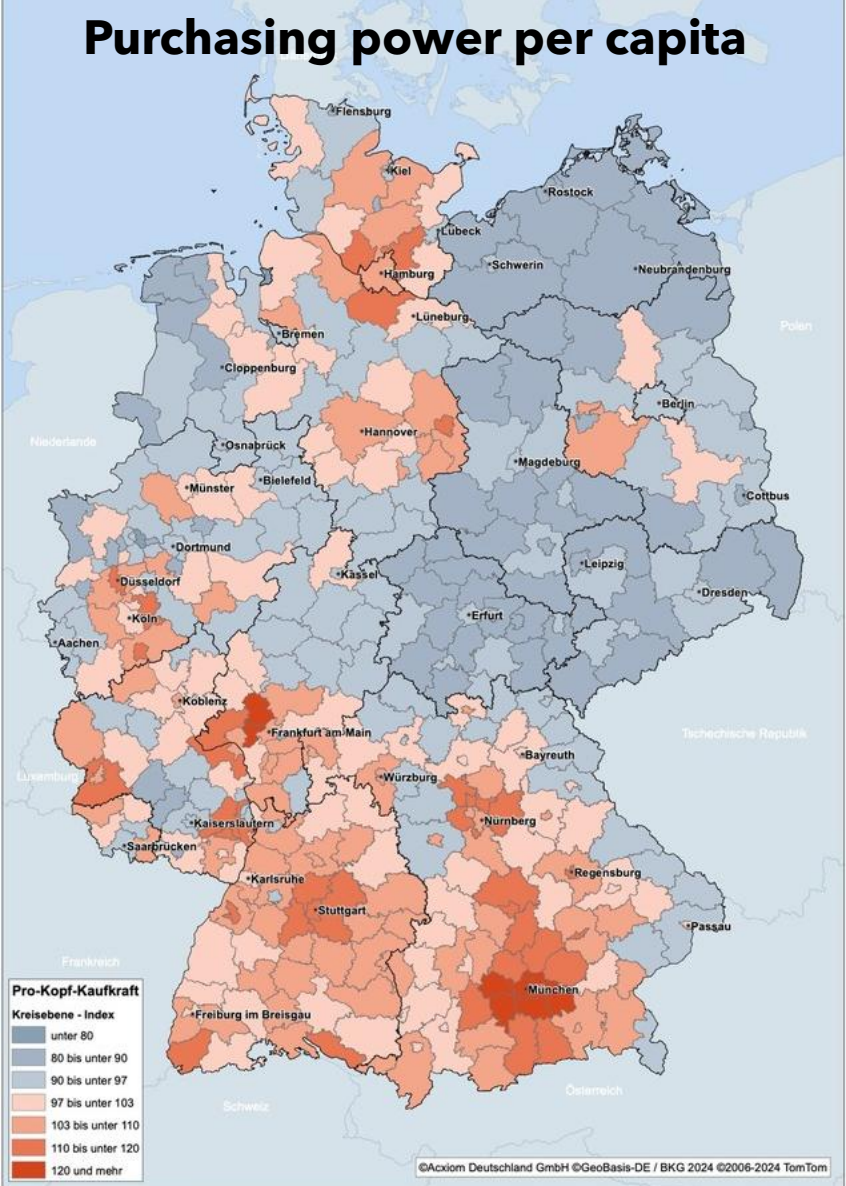 Purchasing power per capita
Flensburg
Kiel
Rostock
Lübeck
Schwerin
Neubrandenburg
Hamburg
Lüneburg
Polen
Bremen
Cloppenburg
Berlin
Niederlande
Hannover
Osnabrück
Magdeburg
Bielefeld
Münster
Cottbus
Dortmund
Leipzig
Kassel
Düsseldorf
Dresden
Köln
Erfurt
Aachen
Koblenz
Frankfurt am Main
Tschechische Republik
Bayreuth
Luxemburg
Würzburg
Kaiserslautern
Nürnberg
Saarbrücken
Regensburg
Karlsruhe
Stuttgart
Passau
Frankreich
München
Freiburg im Breisgau
Österreich
Schweiz
Pro-Kopf-Kaufkraft
Kreisebene - Index
unter 80
80 bis unter 90
90 bis unter 97
97 bis unter 103
103 bis unter 110
110 bis unter 120
120 und mehr
©Acxiom Deutschland GmbH ©GeoBasis-DE / BKG 2024 ©2006-2024 TomTom